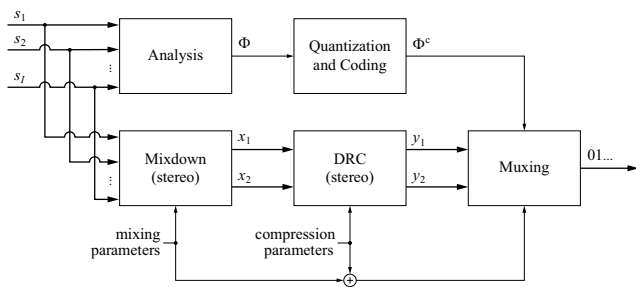 s1
s2
⋮
sI
Analysis
Φ
Quantization
and Coding
Φc
⋮
Mixdown
(stereo)
x1
x2
DRC
(stereo)
y1
y2
Muxing
01...
mixing
parameters
compression
parameters
+